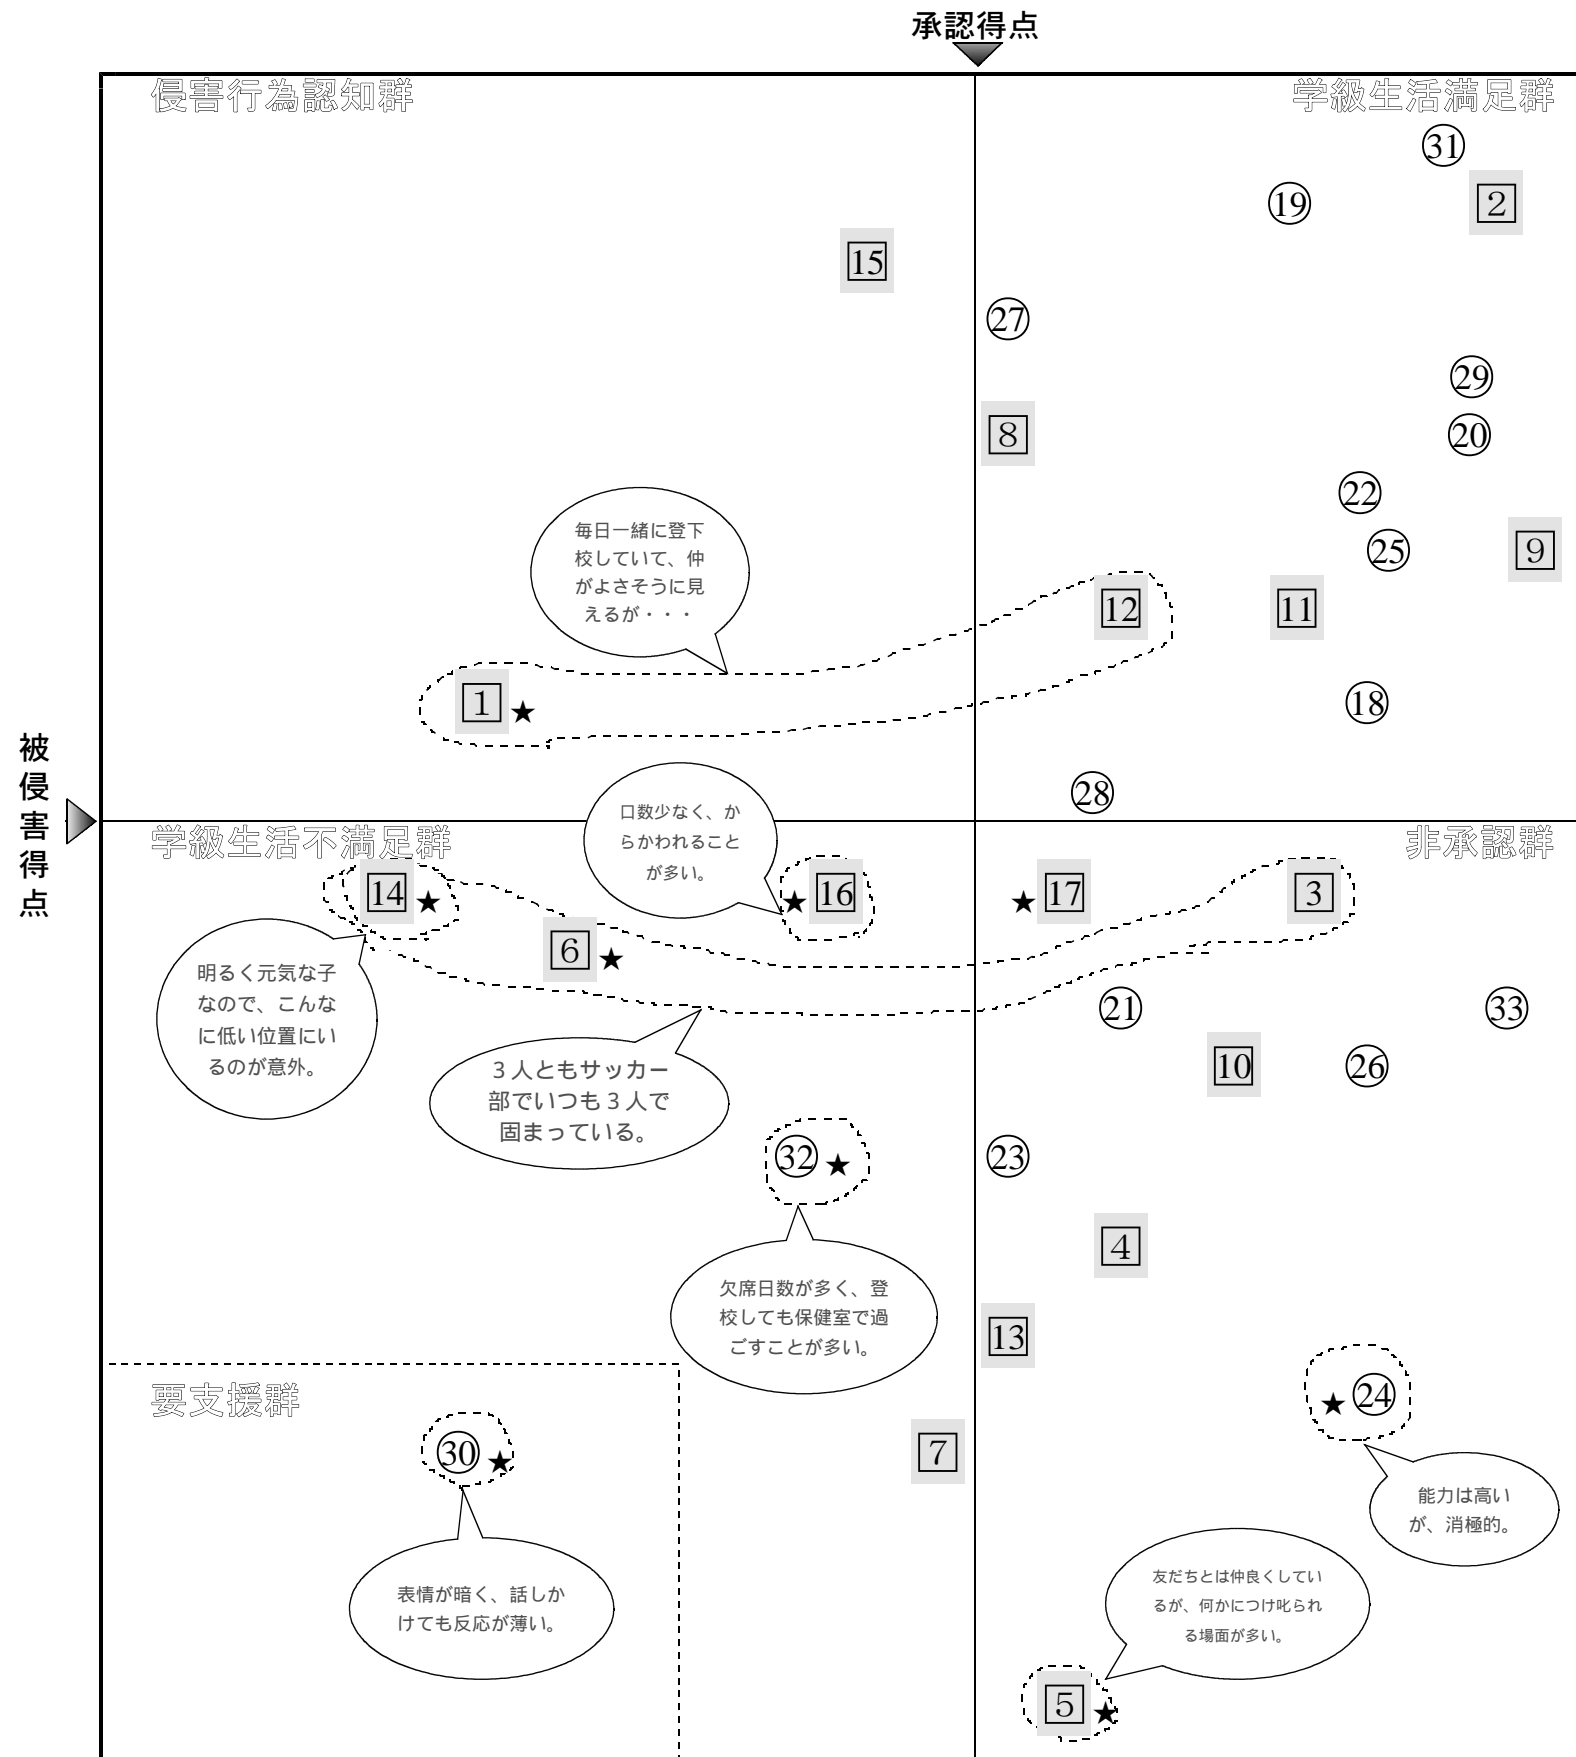 承認得点
侵害行為認知群
学級生活満足群
31
19
2
15
27
29
8
20
22
毎日一緒に登下
校していて、仲
がよさそうに見
えるが・・・
25
9
12
11
1
★
18
被侵害得点
28
学級生活不満足群
非承認群
口数少なく、か
らかわれること
が多い。
14
★
★
16
★
17
3
6
★
明るく元気な子
なので、こんな
に低い位置にい
るのが意外。
21
33
3人ともサッカー
部でいつも3人で
固まっている。
10
26
32
★
23
4
欠席日数が多く、登
校しても保健室で過
ごすことが多い。
13
要支援群
★
24
30
★
7
能力は高い
が、消極的。
表情が暗く、話しか
けても反応が薄い。
友だちとは仲良くしてい
るが、何かにつけ叱られ
る場面が多い。
5
★